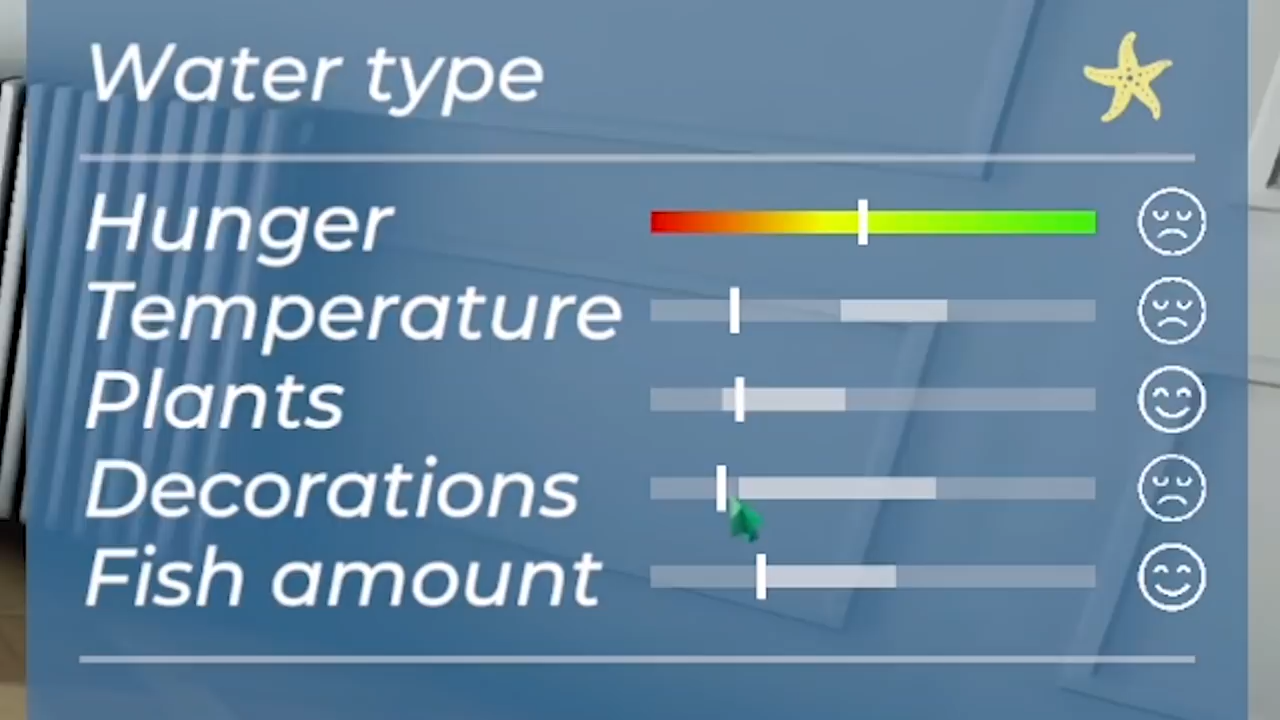 Water type
Hunger
Temperature
Plants
Decorations
Fish amount